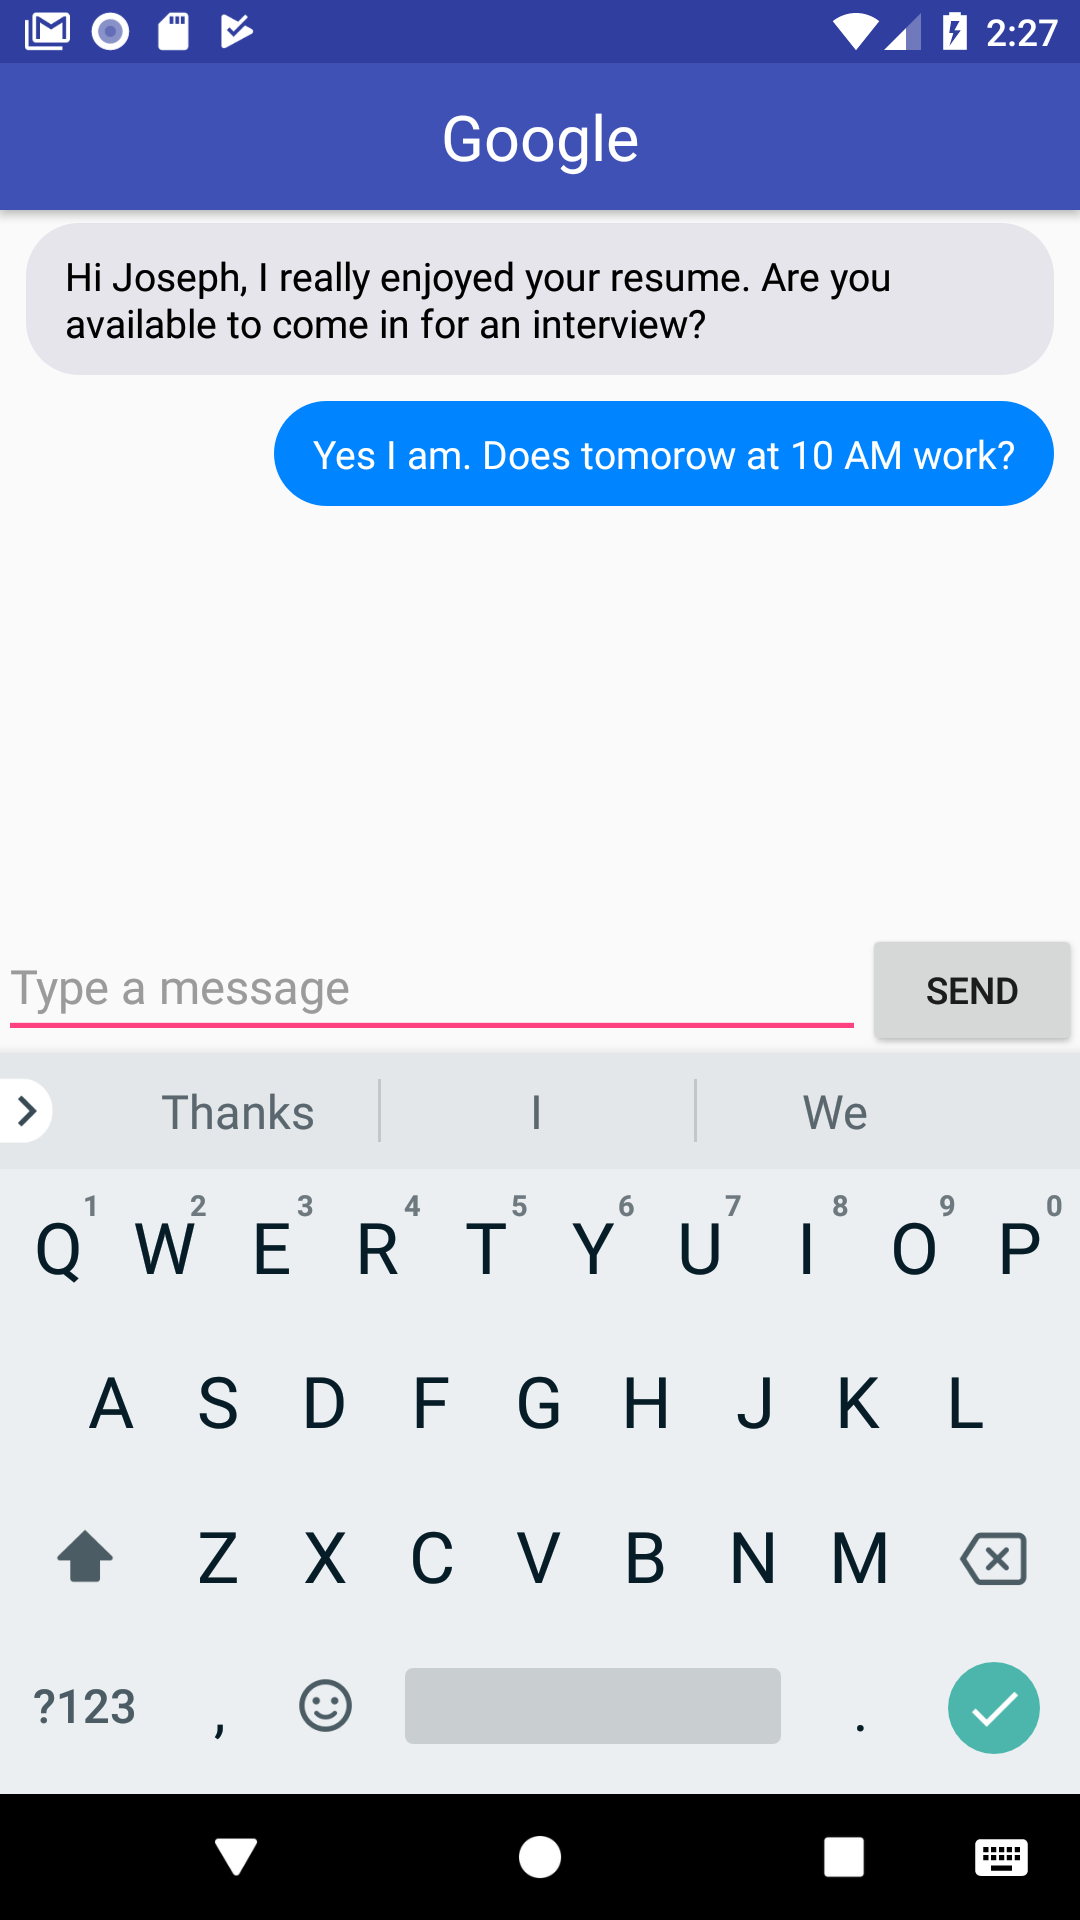 2:27
Google
Hi Joseph, I really enjoyed your resume. Are you
available to come in for an interview?
Yes I am. Does tomorow at 10 AM work?
Type a message
SEND
Thanks I We
1 2 3 4 5 6 7 8 9 0
Q W E R T Y U I O P
A S D F G H J K L
Z X C V B N M
?123 , .